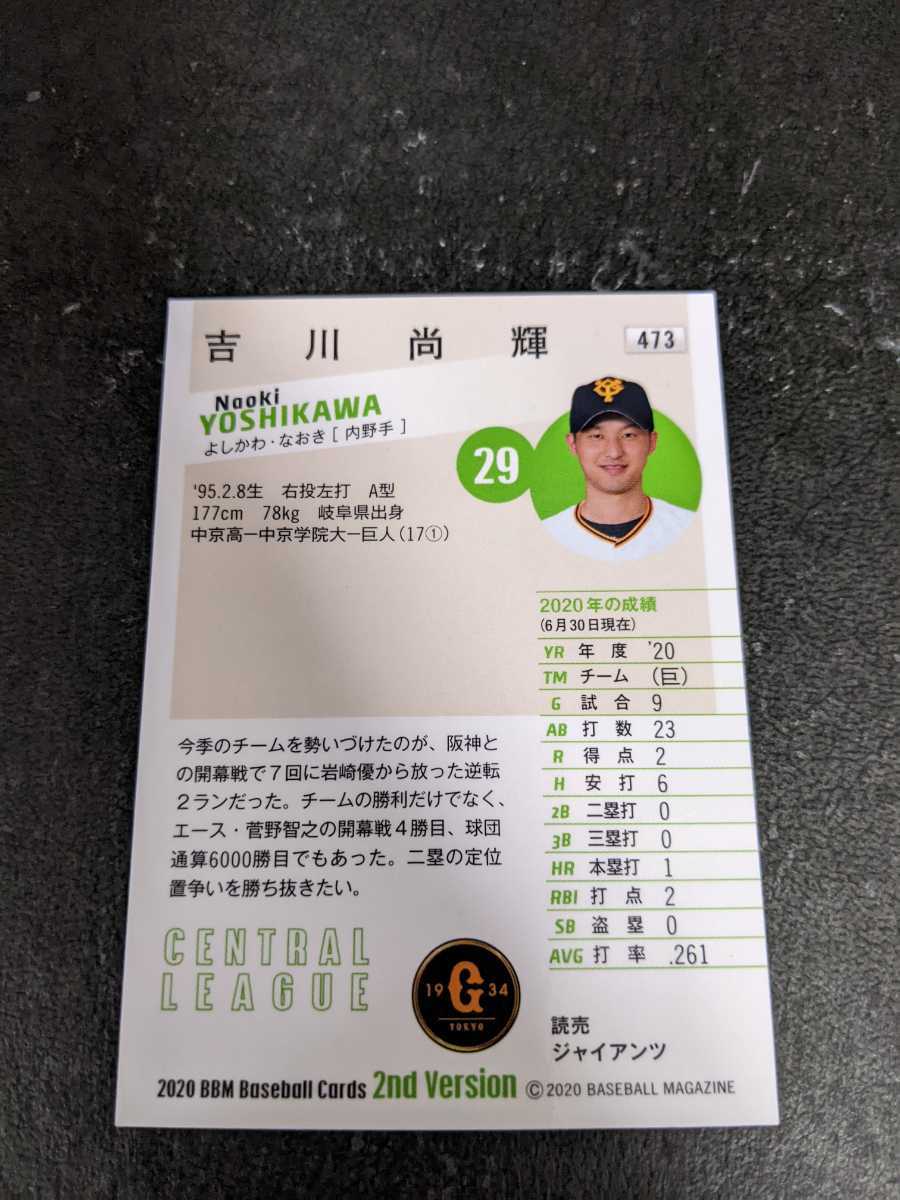 吉川尚輝
473
Naoki
YOSHIKAWA
よしかわ・なおき [ 内野手 ]
29
YG
'95.2.8生 右投左打 A型
177cm 78kg 岐阜県出身
中京高ー中京学院大ー巨人(17①)
2020年の成績
(6月30日現在)
YR 年度 '20
TM チーム (巨)
G 試合 9
AB 打数 23
R 得点 2
H 安打 6
2B 二塁打 0
3B 三塁打 0
HR 本塁打 1
RBI 打点 2
SB 盗塁 0
AVG 打率 .261
今季のチームを勢いづけたのが、阪神と
の開幕戦で7回に岩崎優から放った逆転
2ランだった。チームの勝利だけでなく、
エース・菅野智之の開幕戦4勝目、球団
通算6000勝目でもあった。二塁の定位
置争いを勝ち抜きたい。
CENTRAL
LEAGUE
19 G 34
TOKYO
読売
ジャイアンツ
2020 BBM Baseball Cards 2nd Version ©2020 BASEBALL MAGAZINE